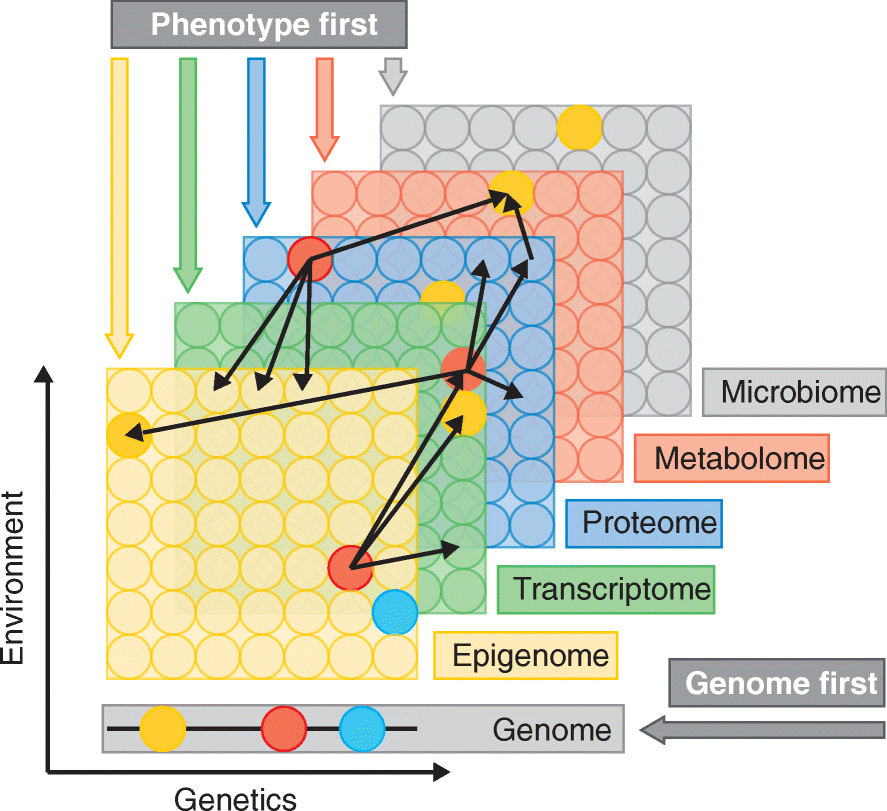 Phenotype first
Microbiome
Metabolome
Proteome
Transcriptome
Epigenome
Genome first
Genome
Environment
Genetics